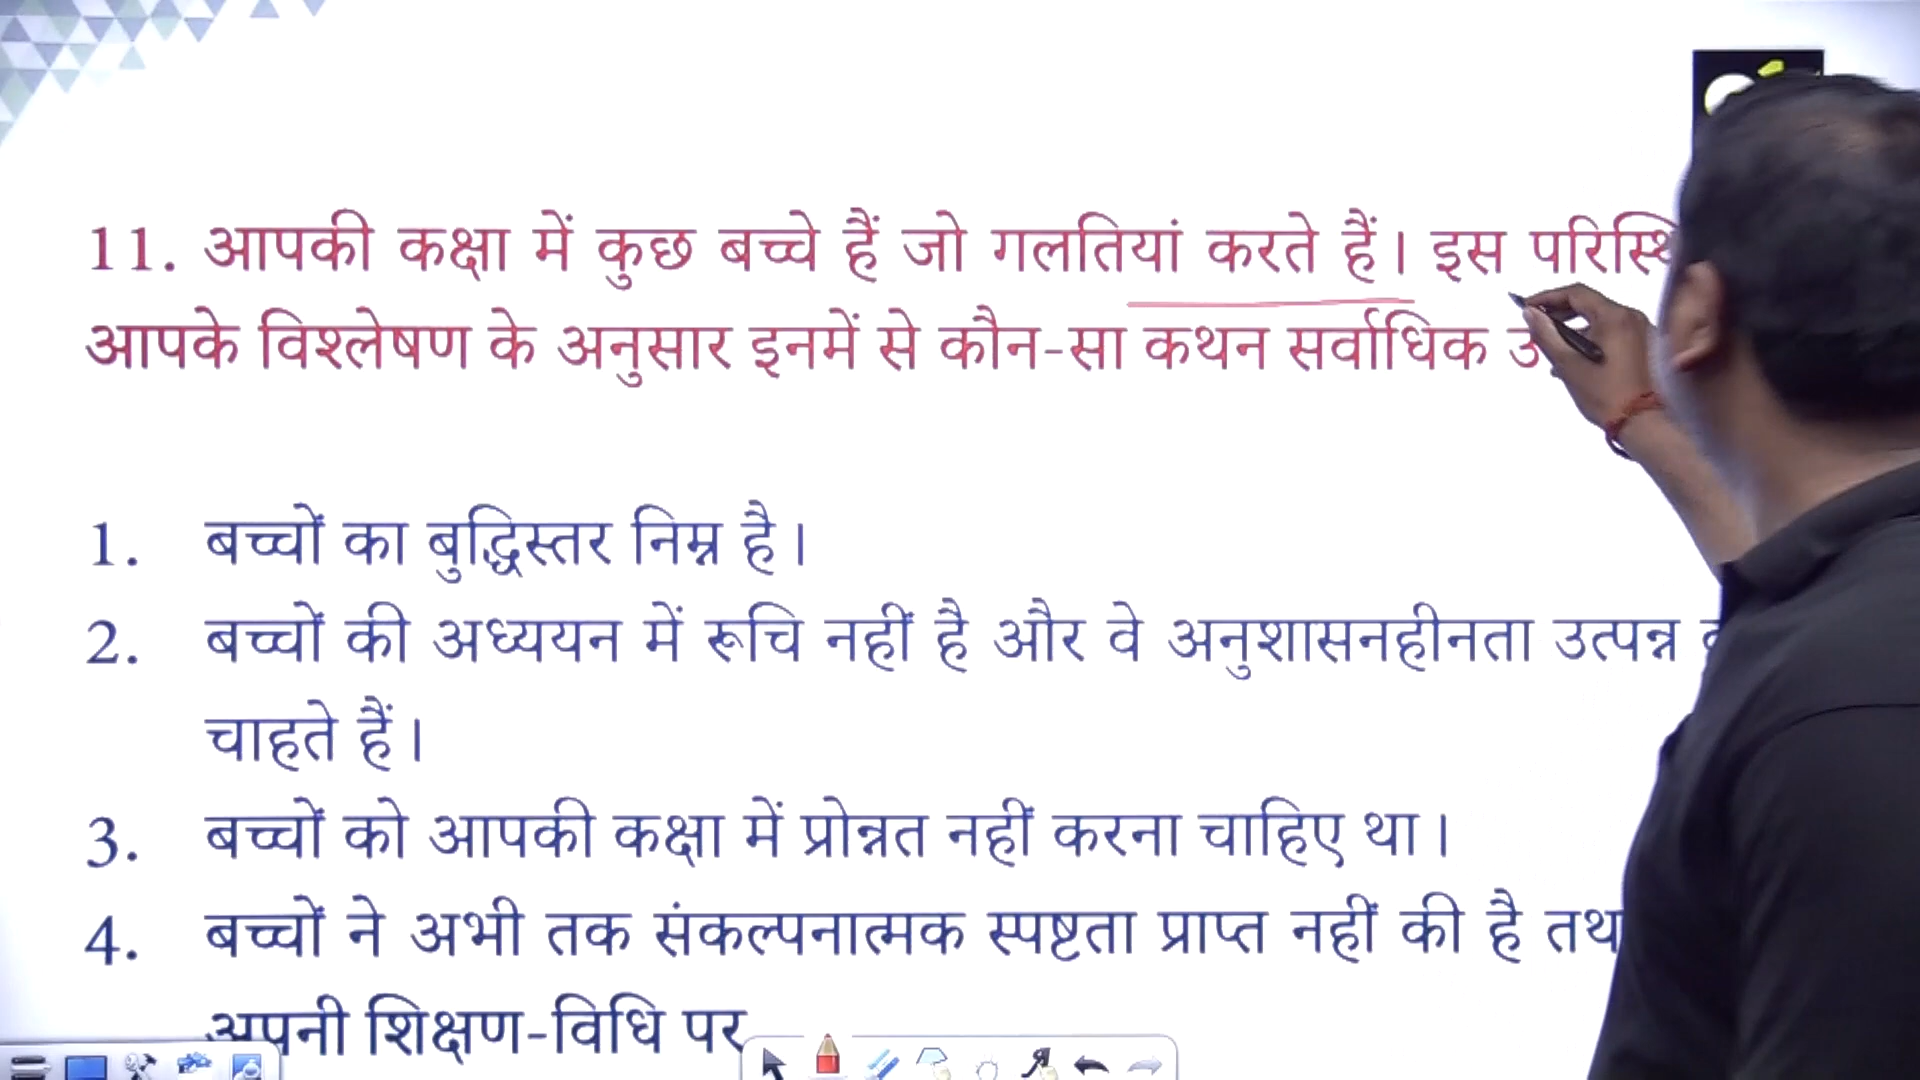 11. आपकी कक्षा में कुछ बच्चे हैं जो गलतियां करते हैं। इस
आपके विश्लेषण के अनुसार इनमें से कौन-सा कथन सर्वाधिक
1. बच्चों का बुद्धिस्तर निम्न है।
2. बच्चों की अध्ययन में रूचि नहीं है और वे अनुशासनहीनता उत्पन्न
चाहते हैं।
3. बच्चों को आपकी कक्षा में प्रोन्नत नहीं करना चाहिए था।
4. बच्चों ने अभी तक संकल्पनात्मक स्पष्टता प्राप्त नहीं की है
अपनी शिक्षण-विधि पर